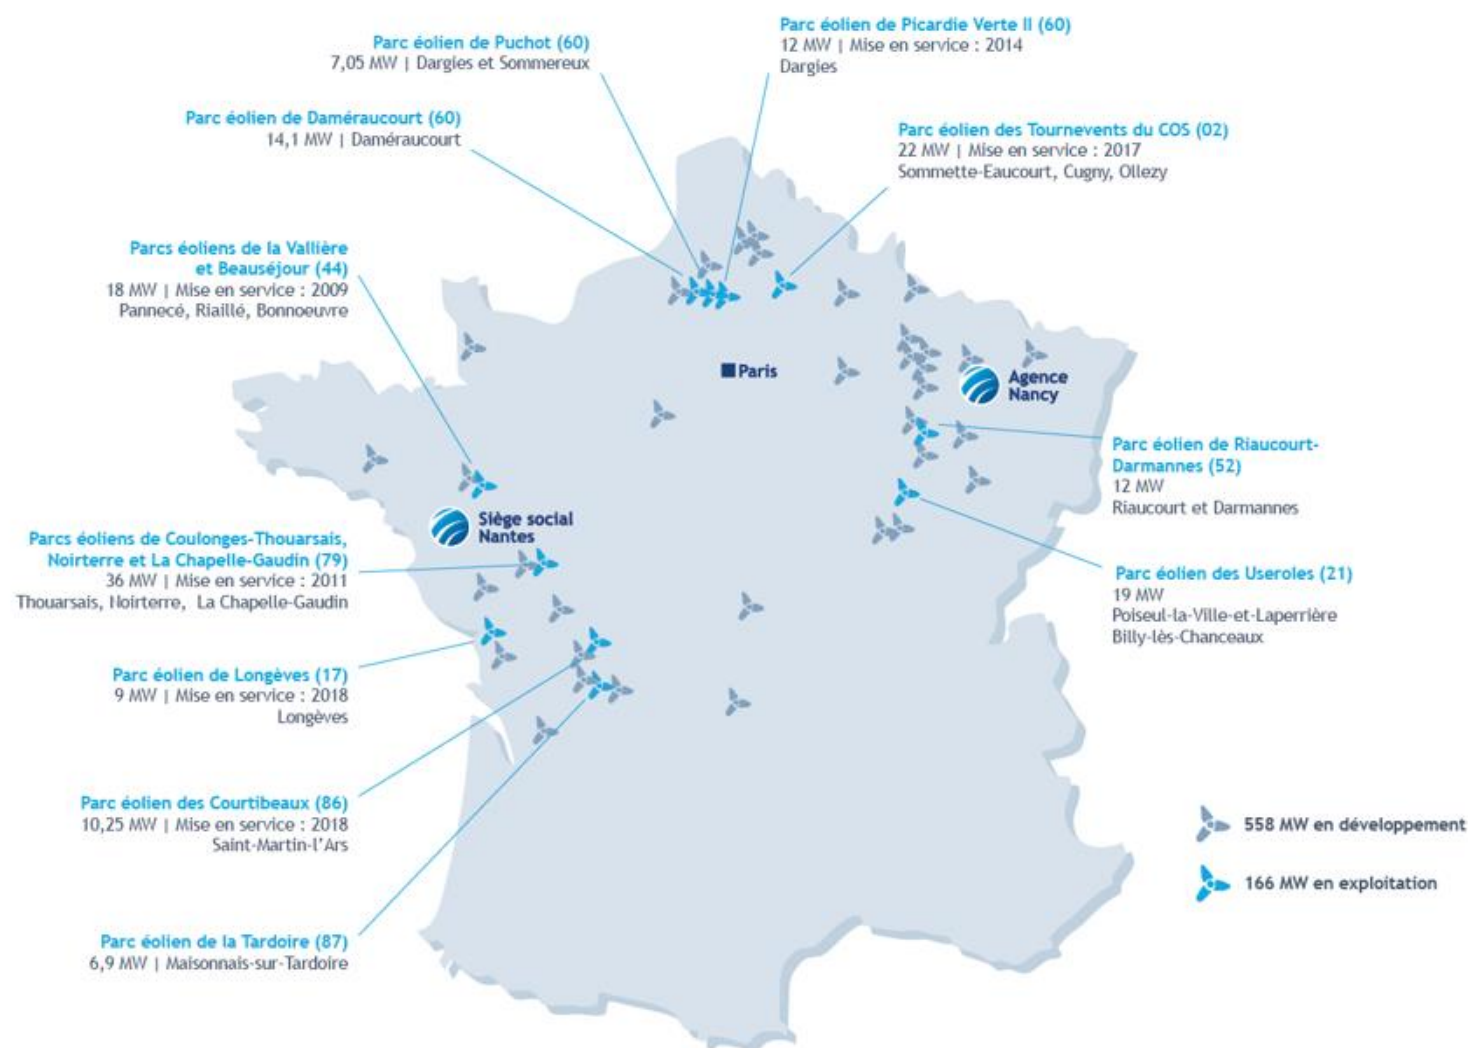 Parc éolien de Picardie Verte II (60)
12 MW | Mise en service : 2014
Dargies
Parc éolien de Puchot (60)
7,05 MW | Dargies et Sommereux
Parc éolien de Daméraucourt (60)
14,1 MW | Daméraucourt
Parc éolien des Tournevents du COS (02)
22 MW | Mise en service : 2017
Sommette-Eaucourt, Cugny, Ollezy
Parcs éoliens de la Vallière
et Beauséjour (44)
18 MW | Mise en service : 2009
Pannecé, Riaillé, Bonnoeuvre
Paris
Agence
Nancy
Parc éolien de Riaucourt-
Darmannes (52)
12 MW
Riaucourt et Darmannes
Siège social
Nantes
Parcs éoliens de Coulonges-Thouarsais,
Noirterre et La Chapelle-Gaudin (79)
36 MW | Mise en service : 2011
Thouarsais, Noirterre, La Chapelle-Gaudin
Parc éolien des Useroles (21)
19 MW
Poiseul-la-Ville-et-Laperrière
Billy-lès-Chanceaux
Parc éolien de Longèves (17)
9 MW | Mise en service : 2018
Longèves
Parc éolien des Courtibeaux (86)
10,25 MW | Mise en service : 2018
Saint-Martin-l'Ars
Parc éolien de la Tardoire (87)
6,9 MW | Maisonnais-sur-Tardoire
558 MW en développement
166 MW en exploitation